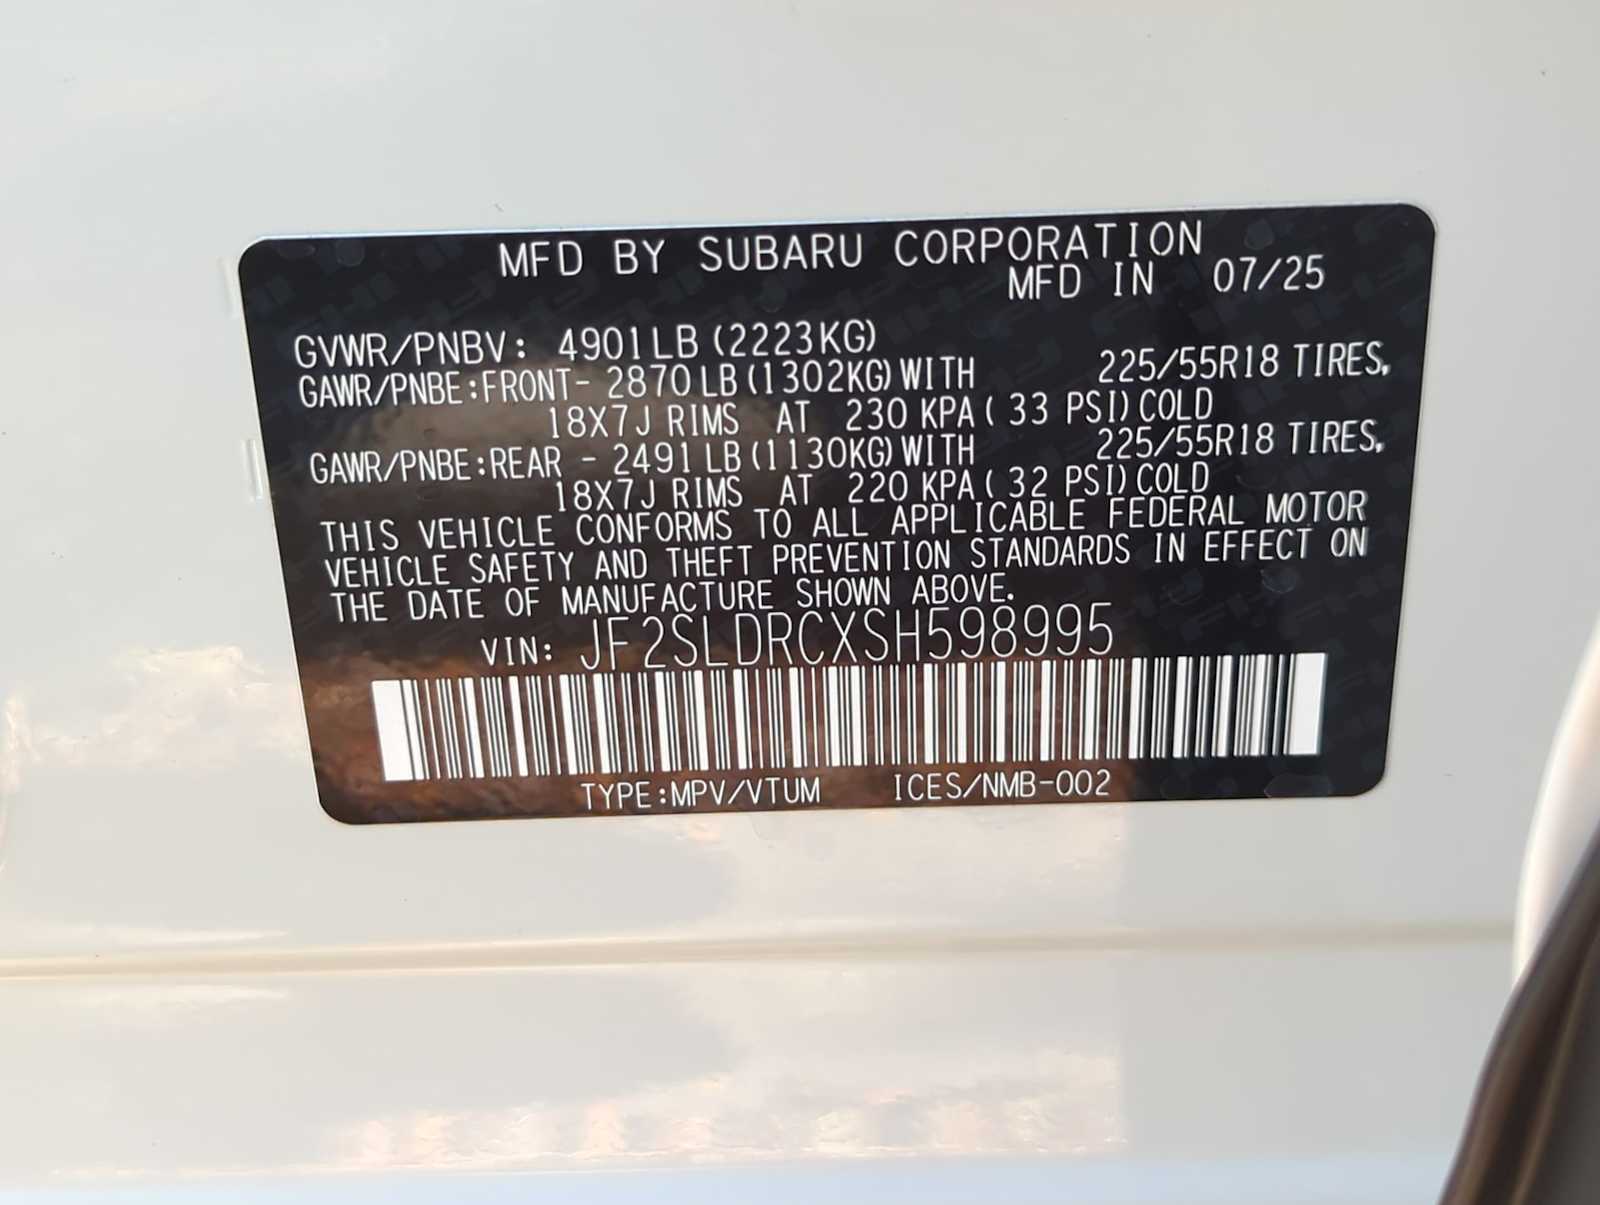 MFD BY SUBARU CORPORATION
MFD IN 07/25
GVWR/PNBV: 4901LB (2223KG)
GAWR/PNBE:FRONT- 2870LB(1302KG)WITH 225/55R18 TIRES,
18X7J RIMS AT 230 KPA( 33 PSI)COLD
GAWR/PNBE:REAR - 2491LB(1130KG)WITH 225/55R18 TIRES,
18X7J RIMS AT 220 KPA( 32 PSI)COLD
THIS VEHICLE CONFORMS TO ALL APPLICABLE FEDERAL MOTOR
VEHICLE SAFETY AND THEFT PREVENTION STANDARDS IN EFFECT ON
THE DATE OF MANUFACTURE SHOWN ABOVE.
VIN: JF2SLDRCXSH598995
TYPE:MPV/VTUM ICES/NMB-002